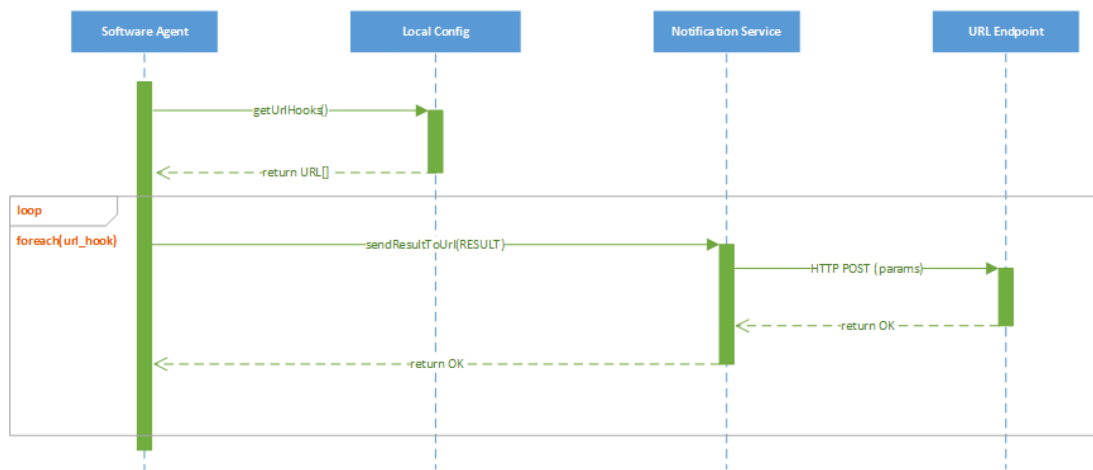 Software Agent
Local Config
Notification Service
URL Endpoint
getUrlHooks()
return URL[]
loop
foreach(url_hook)
sendResultToUrl(RESULT)
HTTP POST (params)
return OK
return OK